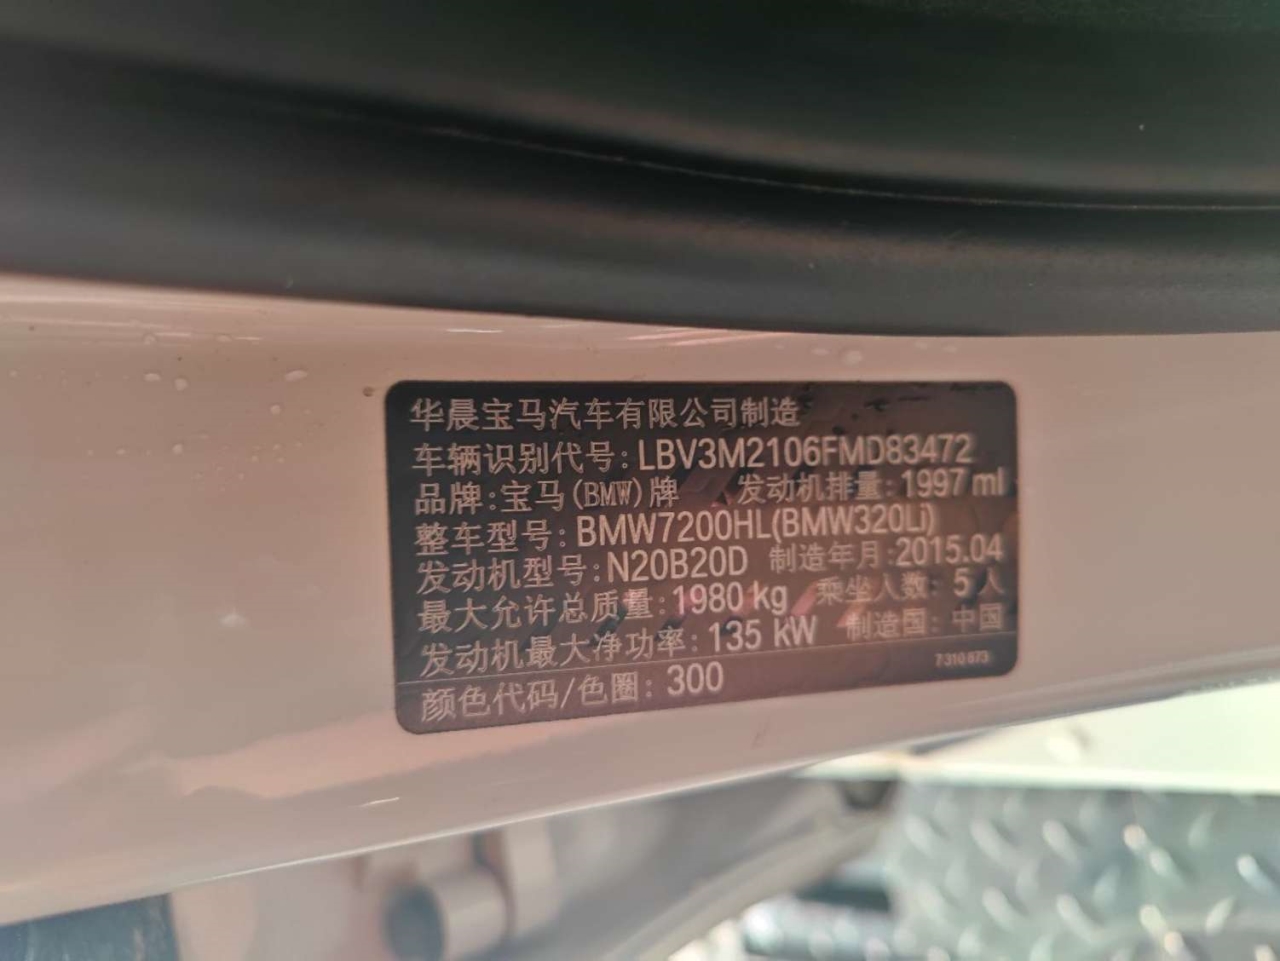 华晨宝马汽车有限公司制造
车辆识别代号: LBV3M2106FMD83472
品牌:宝马(BMW)牌 发动机排量: 1997 ml
整车型号: BMW7200HL(BMW320Li)
发动机型号: N20B20D 制造年月: 2015.04
最大允许总质量: 1980 kg 乘坐人数: 5 人
发动机最大净功率: 135 kW 制造国: 中国
颜色代码/色圈: 300 7310673